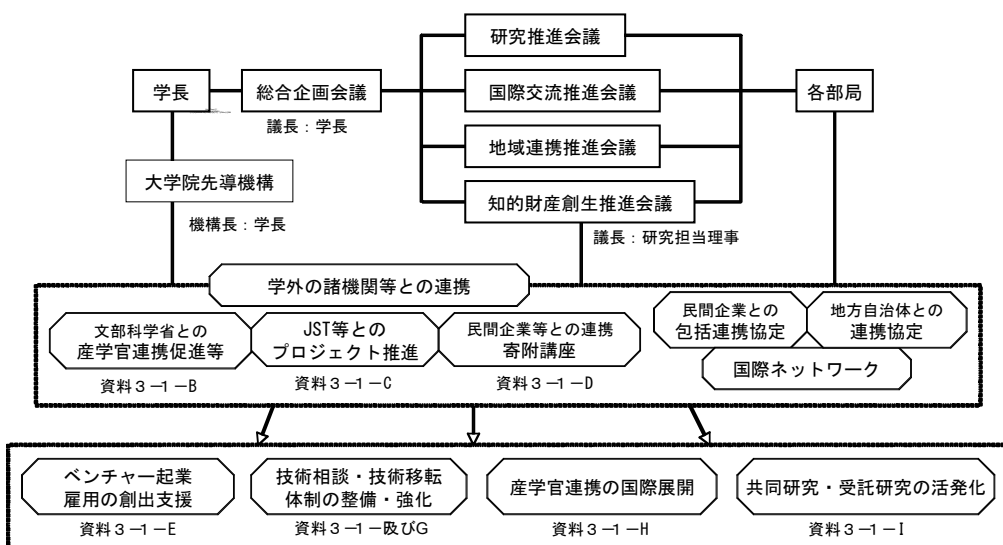 研究推進会議
学長
総合企画会議
国際交流推進会議
各部局
議長：学長
地域連携推進会議
大学院先導機構
知的財産創生推進会議
機構長：学長
議長：研究担当理事
学外の諸機関等との連携
文部科学省との
産学官連携促進等
JST等との
プロジェクト推進
民間企業等との連携
寄附講座
民間企業との
包括連携協定
地方自治体との
連携協定
国際ネットワーク
資料３－１－B
資料３－１－C
資料３－１－D
ベンチャー起業
雇用の創出支援
技術相談・技術移転
体制の整備・強化
産学官連携の国際展開
共同研究・受託研究の活発化
資料３－１－E
資料３－１－及びG
資料３－１－H
資料３－１－I